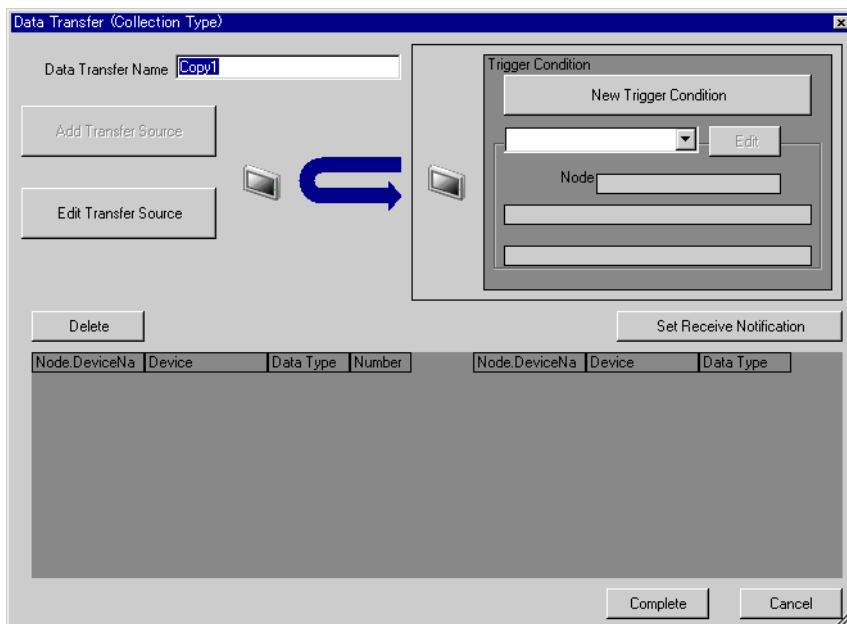 Data Transfer (Collection Type)
Data Transfer Name Copy1
Trigger Condition
New Trigger Condition
Add Transfer Source
Edit
Node
Edit Transfer Source
Delete
Set Receive Notification
Node.DeviceNa Device Data Type Number Node.DeviceNa Device Data Type
Complete Cancel